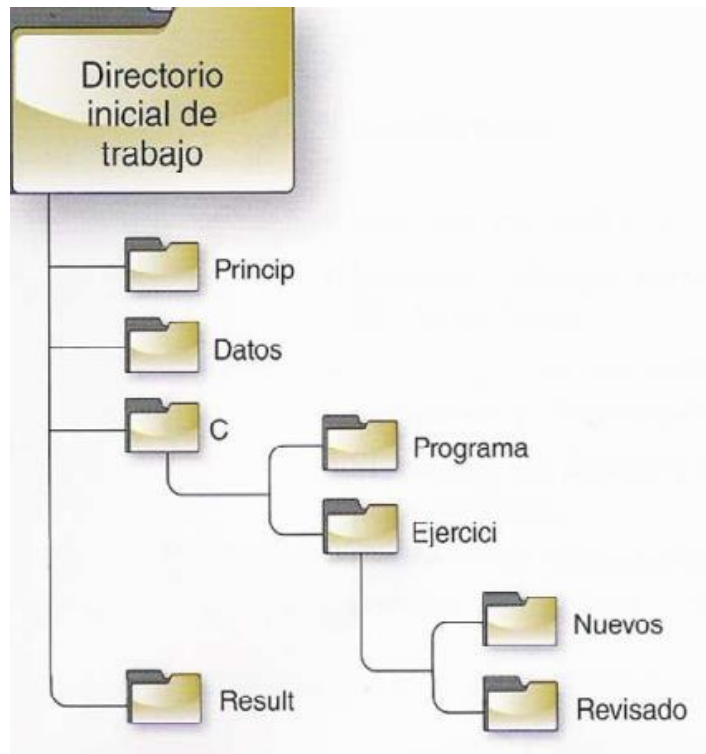 Directorio
inicial de
trabajo
Princip
Datos
C
Programa
Ejercici
Nuevos
Revisado
Result